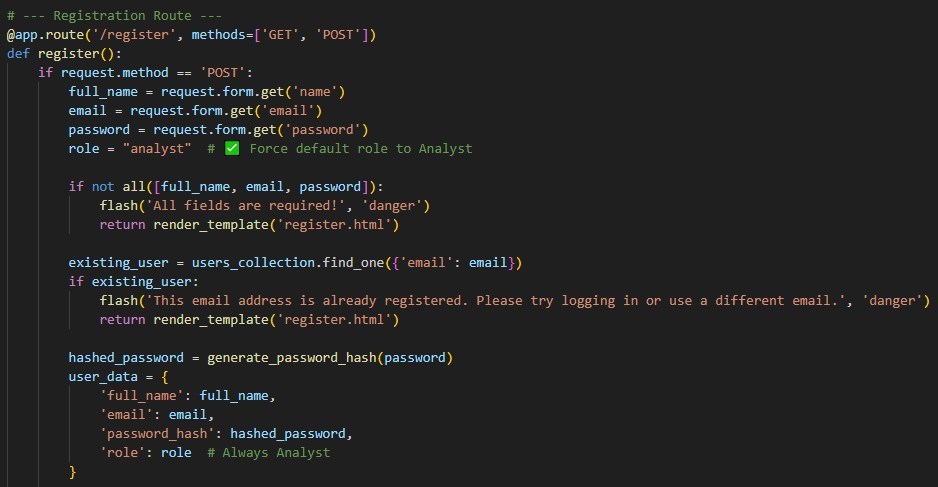 # --- Registration Route ---
@app.route('/register', methods=['GET', 'POST'])
def register():
    if request.method == 'POST':
        full_name = request.form.get('name')
        email = request.form.get('email')
        password = request.form.get('password')
        role = "analyst"  # ✅ Force default role to Analyst

        if not all([full_name, email, password]):
            flash('All fields are required!', 'danger')
            return render_template('register.html')

        existing_user = users_collection.find_one({'email': email})
        if existing_user:
            flash('This email address is already registered. Please try logging in or use a different email.', 'danger')
            return render_template('register.html')

        hashed_password = generate_password_hash(password)
        user_data = {
            'full_name': full_name,
            'email': email,
            'password_hash': hashed_password,
            'role': role  # Always Analyst
        }